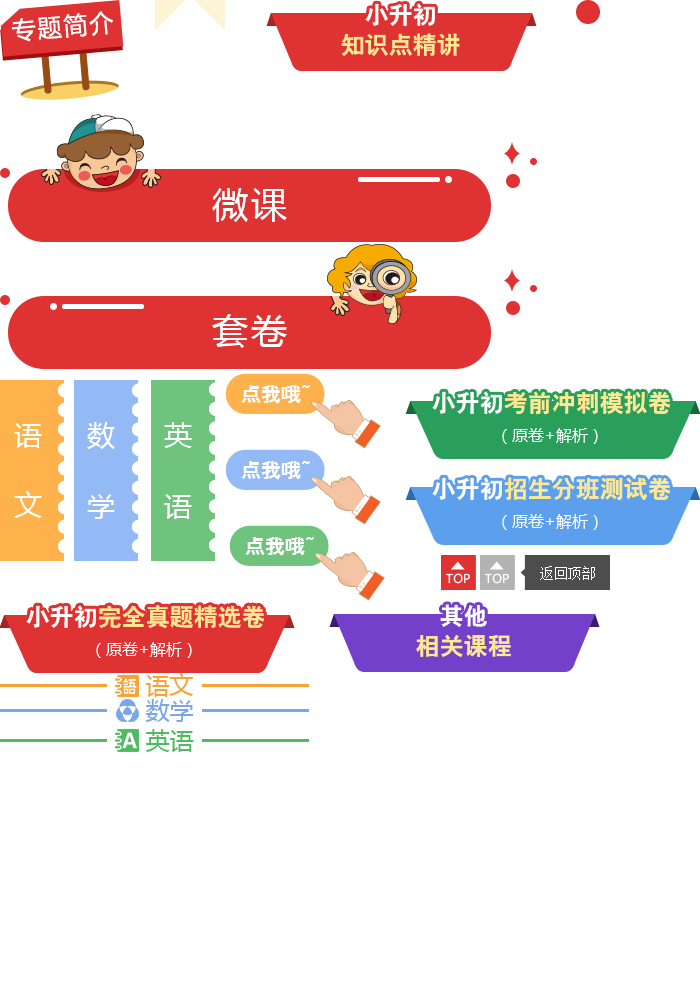 专题简介
小升初
知识点精讲
微课
套卷
语文
数学
英语
点我哦~
点我哦~
点我哦~
小升初考前冲刺模拟卷
(原卷+解析)
小升初招生分班测试卷
(原卷+解析)
TOP
TOP
返回顶部
小升初完全真题精选卷
(原卷+解析)
其他
相关课程
語 语文
数学
A 英语